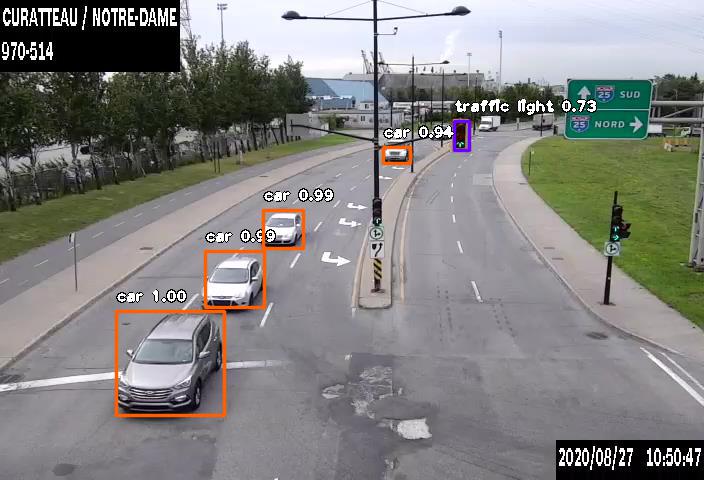 CURATTEAU / NOTRE-DAME
970-514
traffic light 0.73
car 0.94
25 SUD
25 NORD
car 0.99
car 0.99
car 1.00
2020/08/27 10:50:47